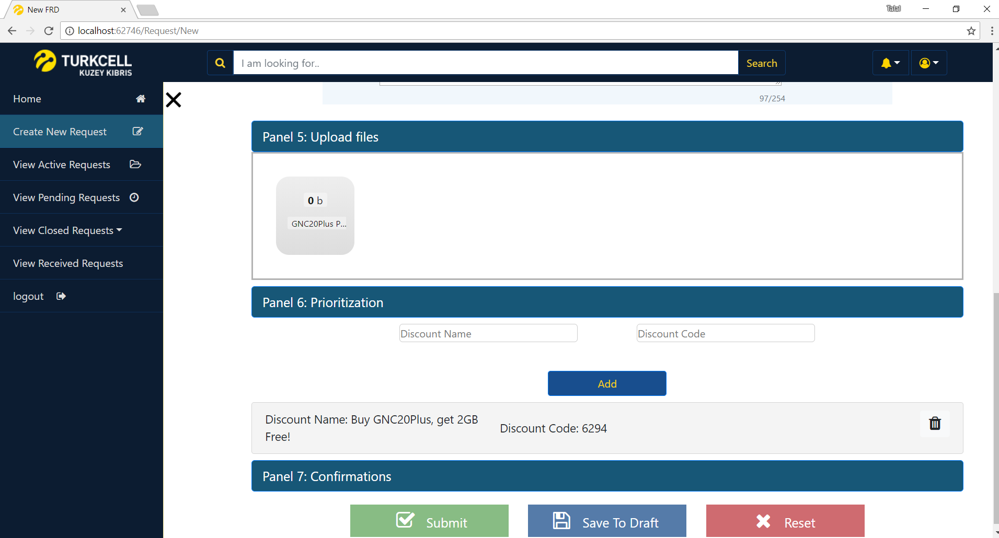 New FRD
Talal
localhost:62746/Request/New
TURKCELL
KUZEY KIBRIS
I am looking for..
Search
Home
Create New Request
View Active Requests
View Pending Requests
View Closed Requests
View Received Requests
logout
97/254
Panel 5: Upload files
0 b
GNC20Plus P...
Panel 6: Prioritization
Discount Name
Discount Code
Add
Discount Name: Buy GNC20Plus, get 2GB
Free!
Discount Code: 6294
Panel 7: Confirmations
Submit
Save To Draft
Reset